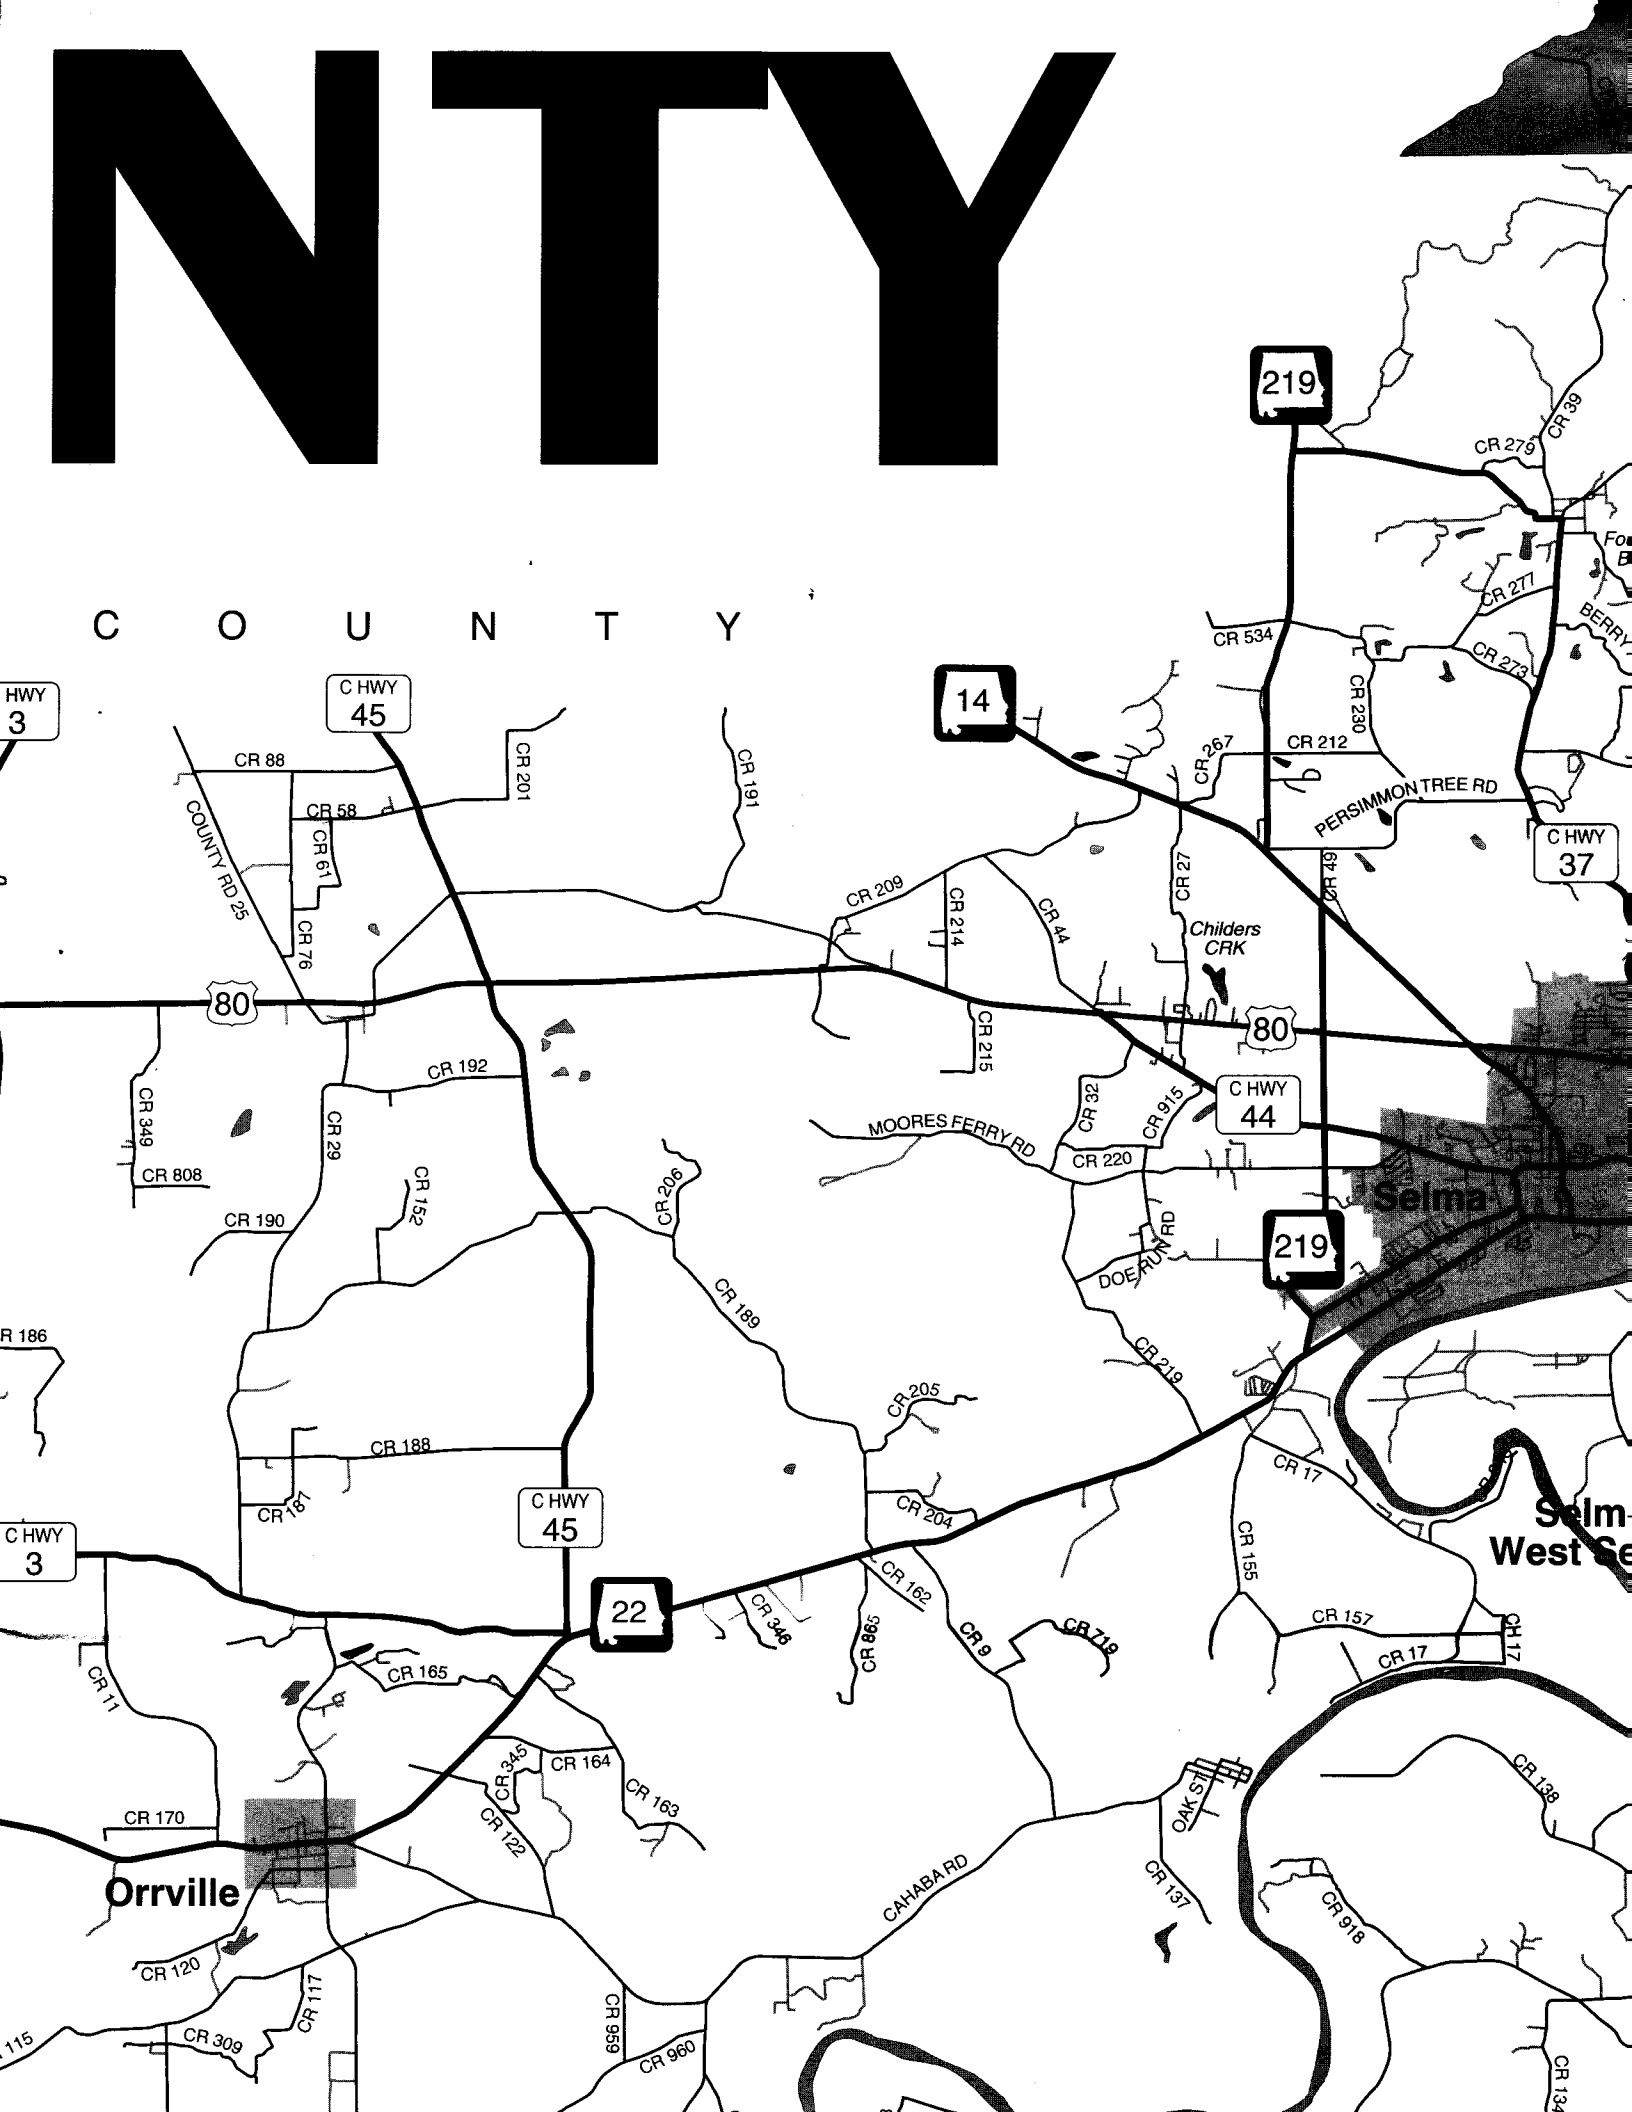 NTY
219
CR 39
CR 279
CR 277
BERRY
C O U N T Y
CR 534
CR 273
HWY
3
C HWY
45
14
CR 230
CR 88
CR 201
CR 191
CR 267
CR 212
COUNTY RD 25
CR 58
CR 61
PERSIMMON TREE RD
C HWY
37
CR 49
CR 27
CR 209
CR 214
CR 44
CR 76
Childers
CRK
80
80
CR 215
CR 192
CR 349
CR 29
CR 32
CR 915
C HWY
44
MOORES FERRY RD
CR 220
CR 808
CR 152
CR 206
Selma
CR 190
DOE RUN RD
219
CR 189
R 186
CR 219
CR 205
CR 188
CR 17
CR 187
C HWY
45
CR 204
Selm
West Se
C HWY
3
CR 155
22
CR 162
CR 346
CR 865
CR 9
CR 719
CR 157
CH 17
CR 17
CR 11
CR 165
CR 345
CR 164
CR 163
CR 122
OAK ST
CR 138
CR 170
Orrville
CAHABA RD
CR 137
CR 918
CR 120
CR 117
CR 309
115
CR 959
CR 960
CR 134